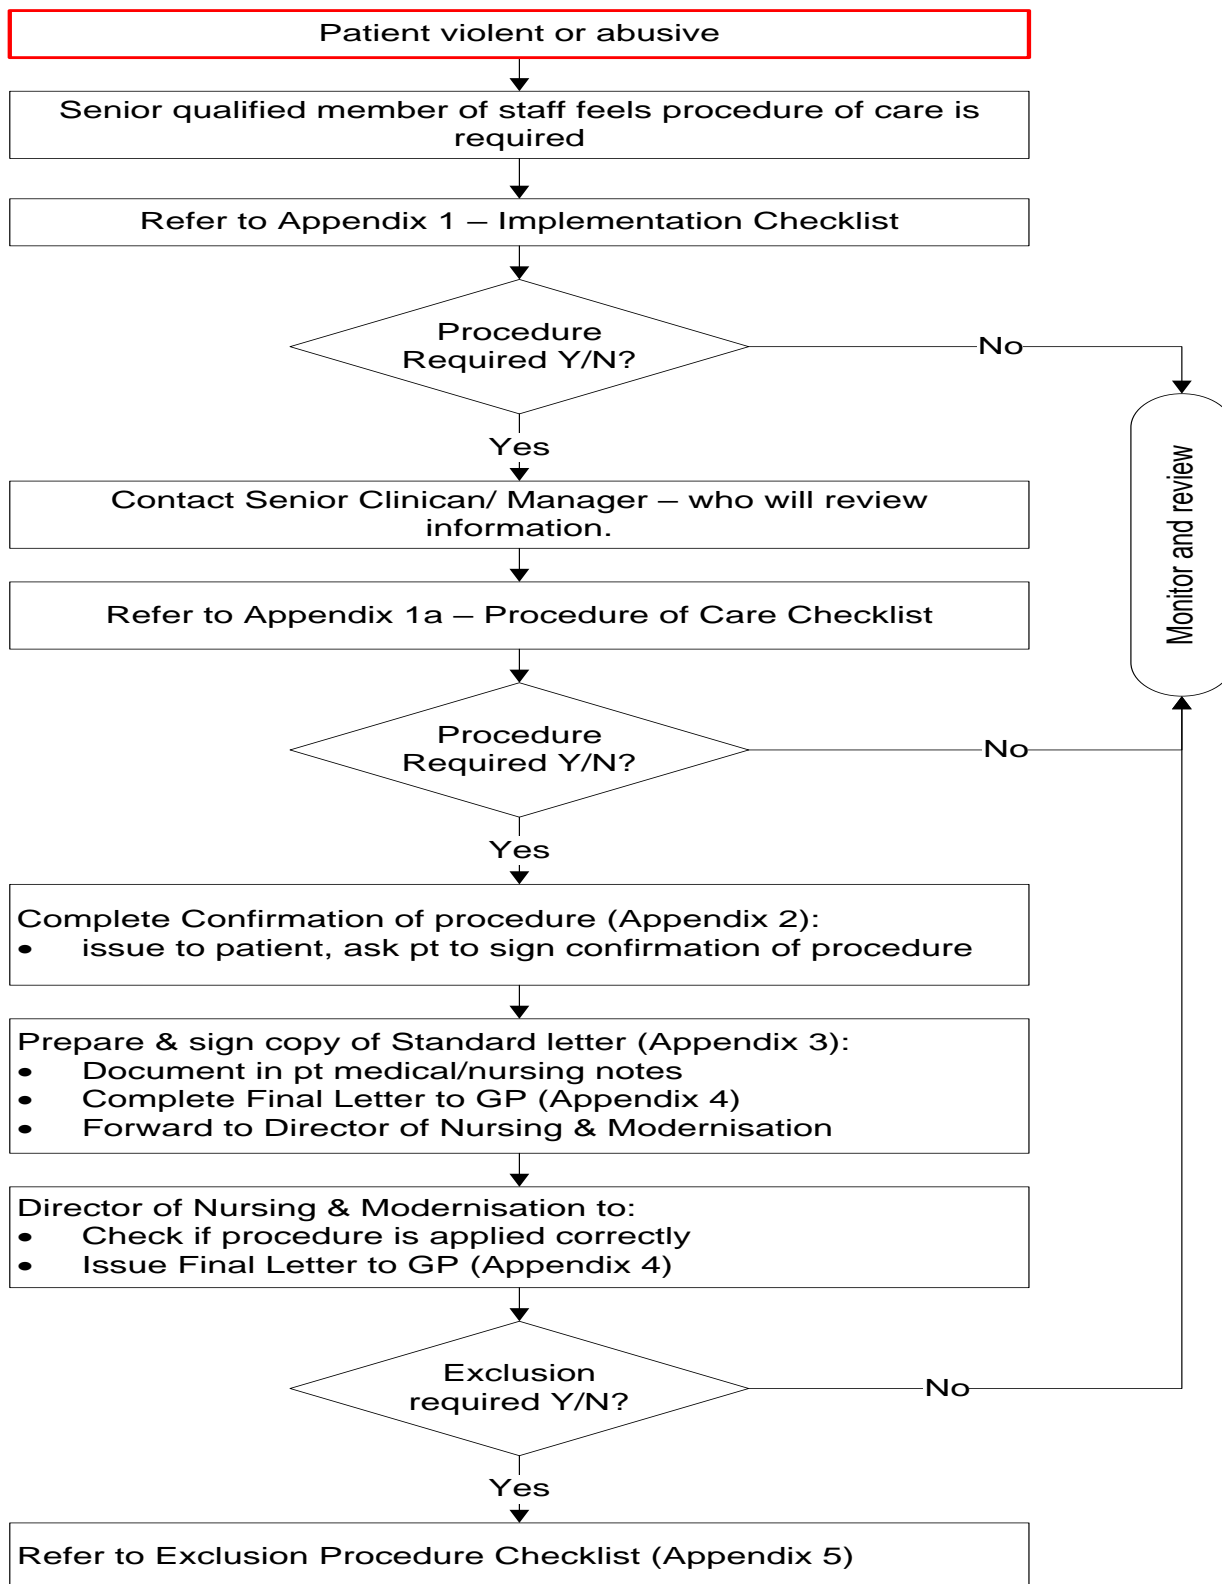 Patient violent or abusive
Senior qualified member of staff feels procedure of care is
required
Refer to Appendix 1 – Implementation Checklist
Procedure
Required Y/N?
No
Yes
Monitor and review
Contact Senior Clinican/ Manager – who will review
information.
Refer to Appendix 1a – Procedure of Care Checklist
Procedure
Required Y/N?
No
Yes
Complete Confirmation of procedure (Appendix 2):
• issue to patient, ask pt to sign confirmation of procedure
Prepare & sign copy of Standard letter (Appendix 3):
• Document in pt medical/nursing notes
• Complete Final Letter to GP (Appendix 4)
• Forward to Director of Nursing & Modernisation
Director of Nursing & Modernisation to:
• Check if procedure is applied correctly
• Issue Final Letter to GP (Appendix 4)
Exclusion
required Y/N?
No
Yes
Refer to Exclusion Procedure Checklist (Appendix 5)